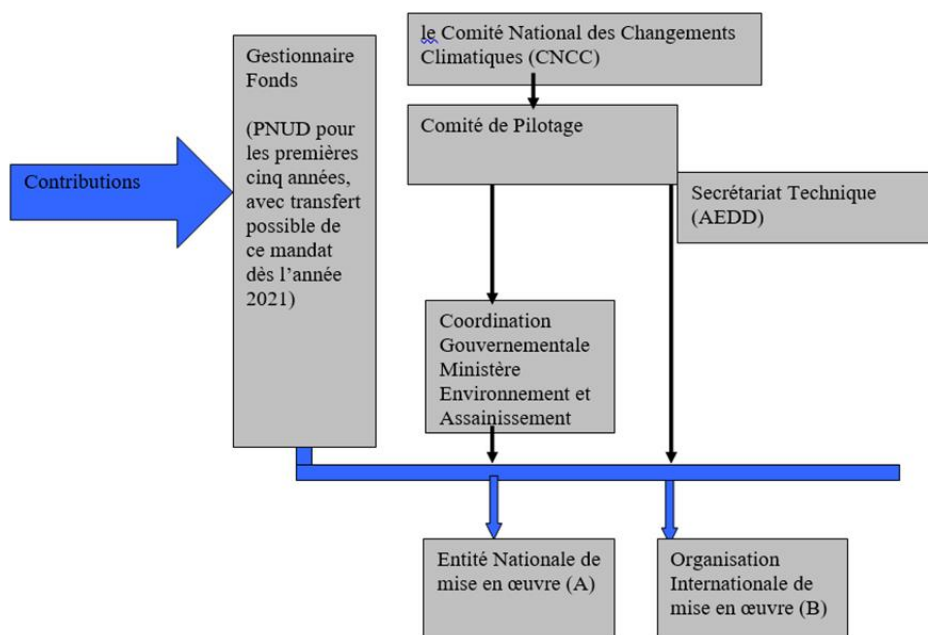 Contributions
Gestionnaire
Fonds
(PNUD pour
les premières
cinq années,
avec transfert
possible de
ce mandat
dès l’année
2021)
le Comité National des Changements
Climatiques (CNCC)
Comité de Pilotage
Secrétariat Technique
(AEDD)
Coordination
Gouvernementale
Ministère
Environnement et
Assainissement
Entité Nationale de
mise en œuvre (A)
Organisation
Internationale de
mise en œuvre (B)